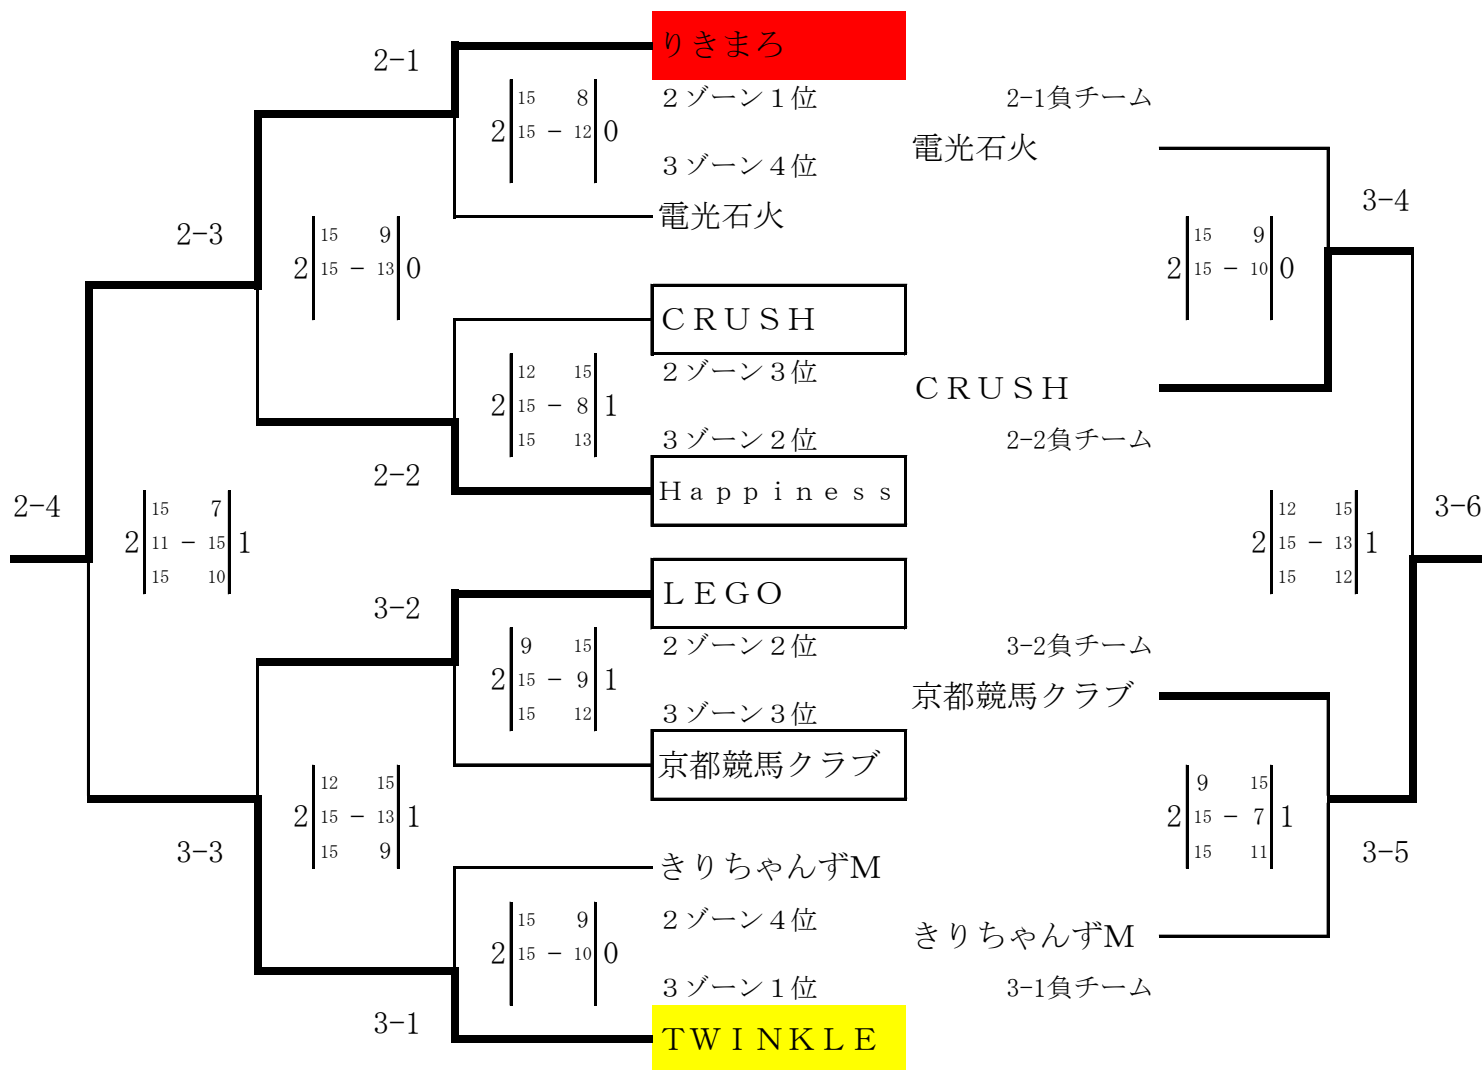 りきまろ
2-1
15 8
2 15 - 12 0
２ゾーン１位
2-1負チーム
電光石火
３ゾーン４位
電光石火
3-4
2-3
15 9
2 15 - 13 0
15 9
2 15 - 10 0
ＣＲＵＳＨ
２ゾーン３位
12 15
2 15 - 8 1
15 13
ＣＲＵＳＨ
３ゾーン２位
2-2負チーム
2-2
Ｈａｐｐｉｎｅｓｓ
2-4
15 7
2 11 - 15 1
15 10
12 15
2 15 - 13 1
15 12
3-6
ＬＥＧＯ
3-2
9 15
2 15 - 9 1
15 12
２ゾーン２位
3-2負チーム
京都競馬クラブ
３ゾーン３位
京都競馬クラブ
12 15
2 15 - 13 1
15 9
9 15
2 15 - 7 1
15 11
3-3
3-5
きりちゃんずM
２ゾーン４位
15 9
2 15 - 10 0
きりちゃんずM
３ゾーン１位
3-1負チーム
3-1
ＴＷＩＮＫＬＥ